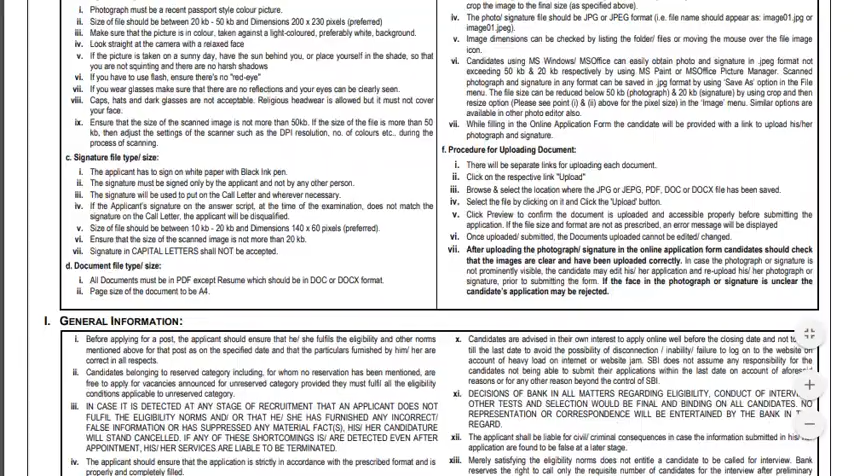 i. Photograph must be a recent passport style colour picture.
ii. Size of file should be between 20 kb - 50 kb and Dimensions 200 x 230 pixels (preferred)
iii. Make sure that the picture is in colour, taken against a light-coloured, preferably white, background.
iv. Look straight at the camera with a relaxed face
v. If the picture is taken on a sunny day, have the sun behind you, or place yourself in the shade, so that
you are not squinting and there are no harsh shadows
vi. If you have to use flash, ensure there's no "red-eye"
vii. If you wear glasses make sure that there are no reflections and your eyes can be clearly seen.
viii. Caps, hats and dark glasses are not acceptable. Religious headwear is allowed but it must not cover
your face.
ix. Ensure that the size of the scanned image is not more than 50kb. If the size of the file is more than 50
kb, then adjust the settings of the scanner such as the DPI resolution, no. of colours etc., during the
process of scanning.
c. Signature file type/ size:
i. The applicant has to sign on white paper with Black Ink pen.
ii. The signature must be signed only by the applicant and not by any other person.
iii. The signature will be used to put on the Call Letter and wherever necessary.
iv. If the Applicant's signature on the answer script, at the time of the examination, does not match the
signature on the Call Letter, the applicant will be disqualified.
v. Size of file should be between 10 kb - 20 kb and Dimensions 140 x 60 pixels (preferred).
vi. Ensure that the size of the scanned image is not more than 20 kb.
vii. Signature in CAPITAL LETTERS shall NOT be accepted.
d. Document file type/ size:
i. All Documents must be in PDF except Resume which should be in DOC or DOCX format.
ii. Page size of the document to be A4.
crop the image to the final size (as specified above).
iv. The photo/ signature file should be JPG or JPEG format (i.e. file name should appear as: image01.jpg or
image01.jpeg).
v. Image dimensions can be checked by listing the folder/ files or moving the mouse over the file image
icon.
vi. Candidates using MS Windows/ MSOffice can easily obtain photo and signature in .jpeg format not
exceeding 50 kb & 20 kb respectively by using MS Paint or MSOffice Picture Manager. Scanned
photograph and signature in any format can be saved in .jpg format by using 'Save As' option in the File
menu. The file size can be reduced below 50 kb (photograph) & 20 kb (signature) by using crop and then
resize option (Please see point (i) & (ii) above for the pixel size) in the 'Image' menu. Similar options are
available in other photo editor also.
vii. While filling in the Online Application Form the candidate will be provided with a link to upload his/her
photograph and signature.
f. Procedure for Uploading Document:
i. There will be separate links for uploading each document.
ii. Click on the respective link "Upload"
iii. Browse & select the location where the JPG or JEPG, PDF, DOC or DOCX file has been saved.
iv. Select the file by clicking on it and Click the 'Upload' button.
v. Click Preview to confirm the document is uploaded and accessible properly before submitting the
application. If the file size and format are not as prescribed, an error message will be displayed
vi. Once uploaded/ submitted, the Documents uploaded cannot be edited/ changed.
vii. After uploading the photograph/ signature in the online application form candidates should check
that the images are clear and have been uploaded correctly. In case the photograph or signature is
not prominently visible, the candidate may edit his/ her application and re-upload his/ her photograph or
signature, prior to submitting the form. If the face in the photograph or signature is unclear the
candidate's application may be rejected.
I. GENERAL INFORMATION:
i. Before applying for a post, the applicant should ensure that he/ she fulfils the eligibility and other norms
mentioned above for that post as on the specified date and that the particulars furnished by him/ her are
correct in all respects.
ii. Candidates belonging to reserved category including, for whom no reservation has been mentioned, are
free to apply for vacancies announced for unreserved category provided they must fulfil all the eligibility
conditions applicable to unreserved category.
iii. IN CASE IT IS DETECTED AT ANY STAGE OF RECRUITMENT THAT AN APPLICANT DOES NOT
FULFIL THE ELIGIBILITY NORMS AND/ OR THAT HE/ SHE HAS FURNISHED ANY INCORRECT/
FALSE INFORMATION OR HAS SUPPRESSED ANY MATERIAL FACT(S), HIS/ HER CANDIDATURE
WILL STAND CANCELLED. IF ANY OF THESE SHORTCOMINGS IS/ ARE DETECTED EVEN AFTER
APPOINTMENT, HIS/ HER SERVICES ARE LIABLE TO BE TERMINATED.
iv. The applicant should ensure that the application is strictly in accordance with the prescribed format and is
properly and completely filled.
x. Candidates are advised in their own interest to apply online well before the closing date and not to
till the last date to avoid the possibility of disconnection / inability/ failure to log on to the website on
account of heavy load on internet or website jam. SBI does not assume any responsibility for the
candidates not being able to submit their applications within the last date on account of
reasons or for any other reason beyond the control of SBI.
xi. DECISIONS OF BANK IN ALL MATTERS REGARDING ELIGIBILITY, CONDUCT OF
OTHER TESTS AND SELECTION WOULD BE FINAL AND BINDING ON ALL CANDIDATES. NO
REPRESENTATION OR CORRESPONDENCE WILL BE ENTERTAINED BY THE BANK IN
REGARD.
xii. The applicant shall be liable for civil/ criminal consequences in case the information submitted in his/
application are found to be false at a later stage.
xiii. Merely satisfying the eligibility norms does not entitle a candidate to be called for interview. Bank
reserves the right to call only the requisite number of candidates for the interview after preliminary